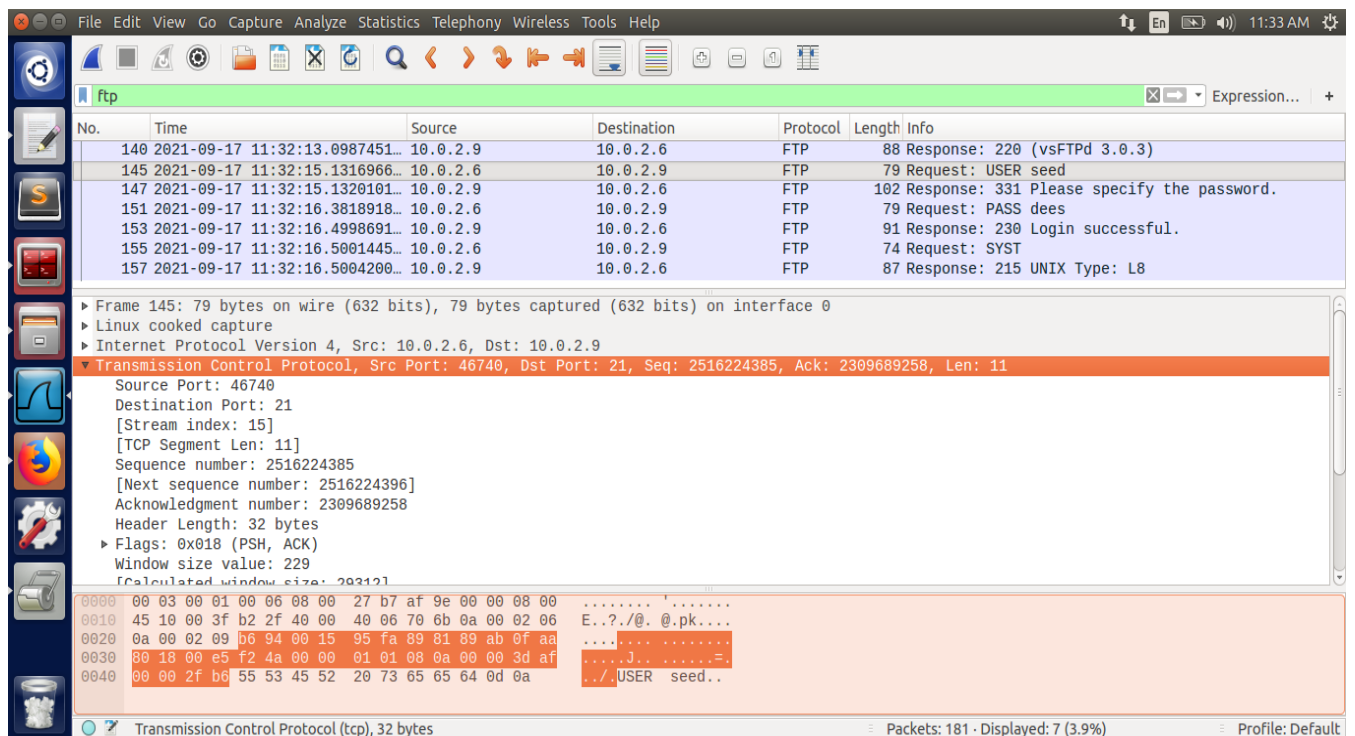 File Edit View Go Capture Analyze Statistics Telephony Wireless Tools Help En 11:33 AM
ftp Expression… +
No. Time Source Destination Protocol Length Info
140 2021-09-17 11:32:13.0987451… 10.0.2.9 10.0.2.6 FTP 88 Response: 220 (vsFTPd 3.0.3)
145 2021-09-17 11:32:15.1316966… 10.0.2.6 10.0.2.9 FTP 79 Request: USER seed
147 2021-09-17 11:32:15.1320101… 10.0.2.9 10.0.2.6 FTP 102 Response: 331 Please specify the password.
151 2021-09-17 11:32:16.3818918… 10.0.2.6 10.0.2.9 FTP 79 Request: PASS dees
153 2021-09-17 11:32:16.4998691… 10.0.2.9 10.0.2.6 FTP 91 Response: 230 Login successful.
155 2021-09-17 11:32:16.5001445… 10.0.2.6 10.0.2.9 FTP 74 Request: SYST
157 2021-09-17 11:32:16.5004200… 10.0.2.9 10.0.2.6 FTP 87 Response: 215 UNIX Type: L8
Frame 145: 79 bytes on wire (632 bits), 79 bytes captured (632 bits) on interface 0
Linux cooked capture
Internet Protocol Version 4, Src: 10.0.2.6, Dst: 10.0.2.9
Transmission Control Protocol, Src Port: 46740, Dst Port: 21, Seq: 2516224385, Ack: 2309689258, Len: 11
Source Port: 46740
Destination Port: 21
[Stream index: 15]
[TCP Segment Len: 11]
Sequence number: 2516224385
[Next sequence number: 2516224396]
Acknowledgment number: 2309689258
Header Length: 32 bytes
Flags: 0x018 (PSH, ACK)
Window size value: 229
[Calculated window size: 29312]
0000 00 03 00 01 00 06 08 00 27 b7 af 9e 00 00 08 00 ........ '.......
0010 45 10 00 3f b2 2f 40 00 40 06 70 6b 0a 00 02 06 E..?./@. @.pk....
0020 0a 00 02 09 b6 94 00 15 95 fa 89 81 89 ab 0f aa ........ ........
0030 80 18 00 e5 f2 4a 00 00 01 01 08 0a 00 00 3d af .....J.. ......=.
0040 00 00 2f b6 55 53 45 52 20 73 65 65 64 0d 0a ../.USER seed..
Transmission Control Protocol (tcp), 32 bytes Packets: 181 · Displayed: 7 (3.9%) Profile: Default